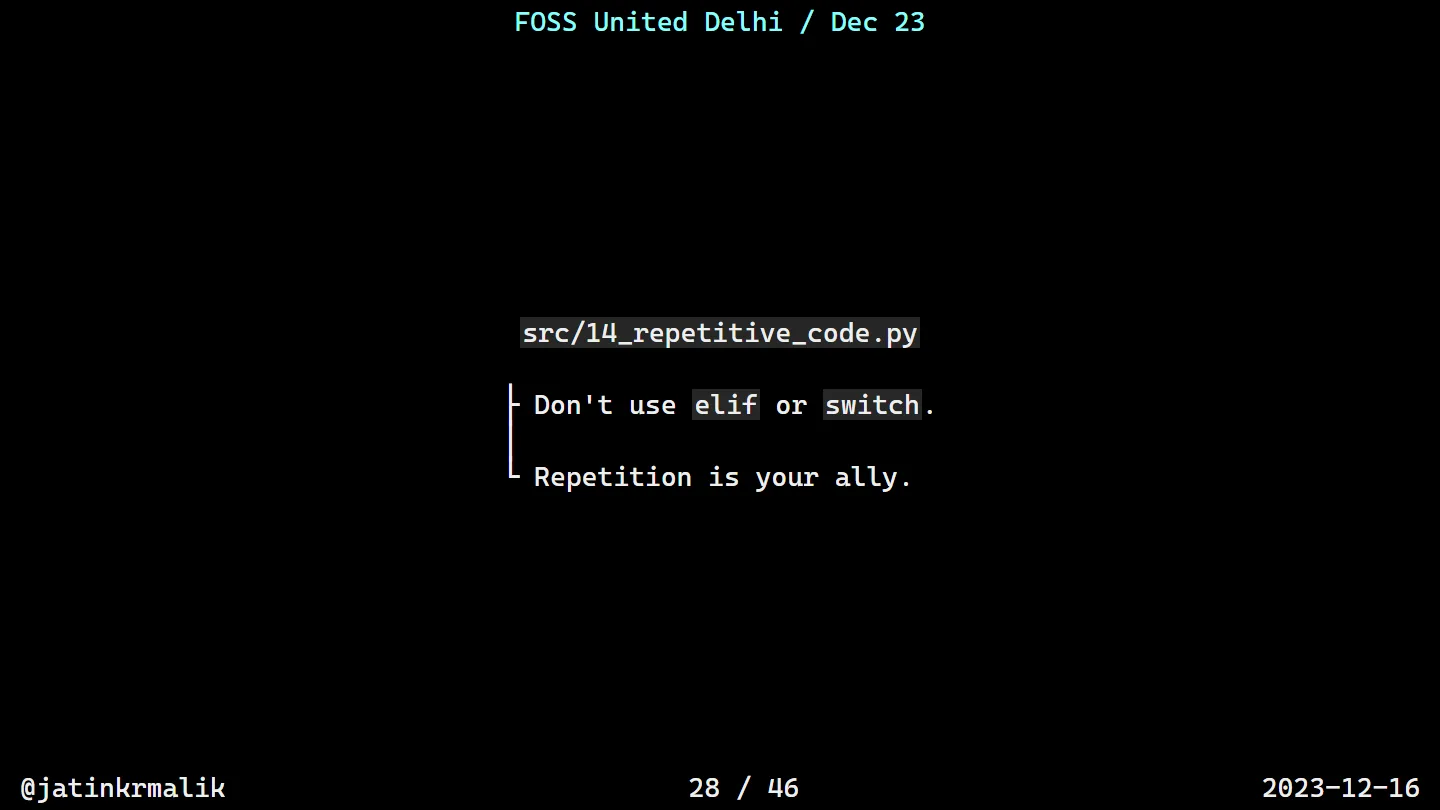 FOSS United Delhi / Dec 23
src/14_repetitive_code.py
├ Don't use elif or switch.
│
└ Repetition is your ally.
@jatinkrmalik
28 / 46
2023-12-16